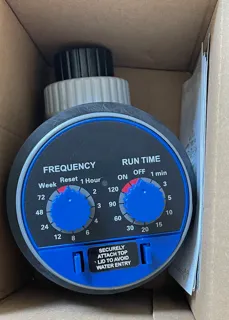 FREQUENCY
RUN TIME
Week Reset 1 Hour
72 2
48 3
24 4
12 8 6
ON OFF 1 min
120 3
90 5
60 10
30 20 15
SECURELY
ATTACH TOP
LID TO AVOID
WATER ENTRY